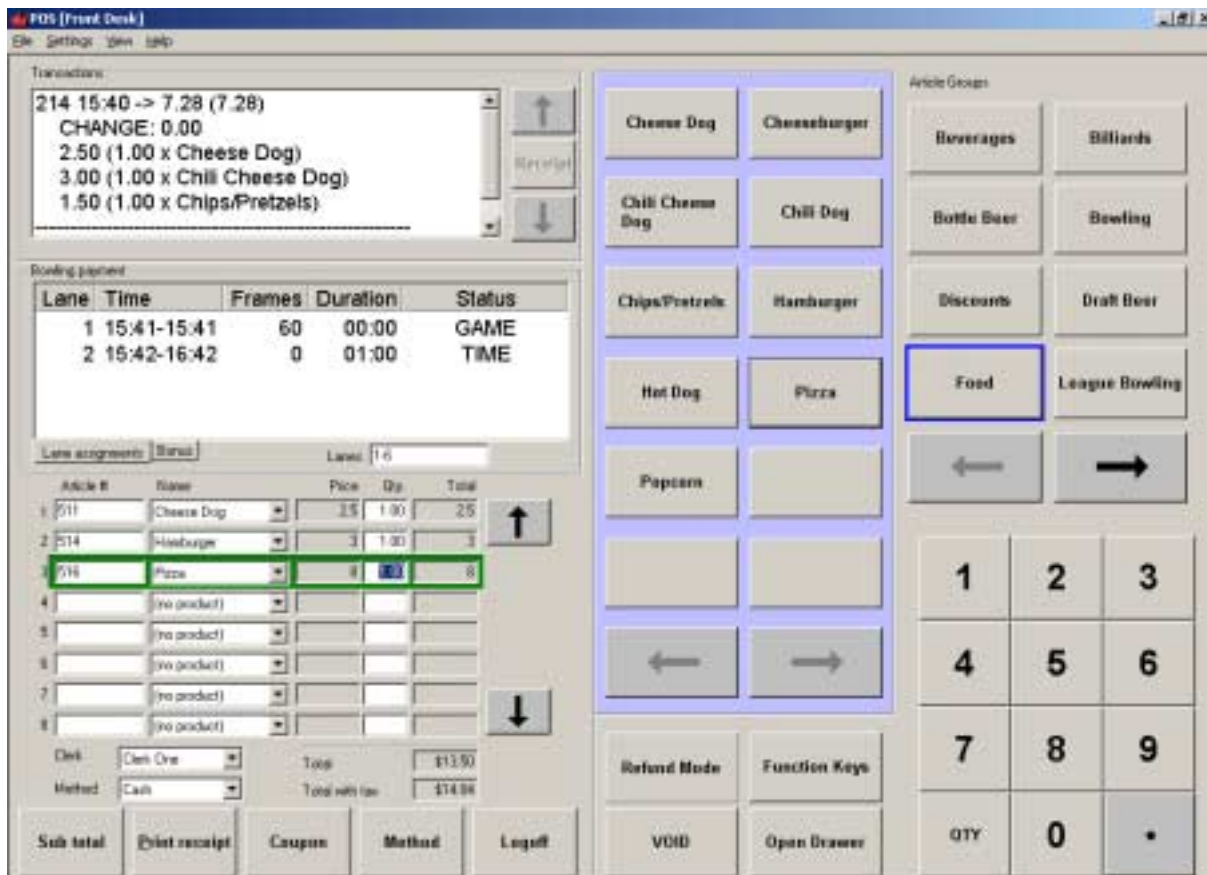 POS [Front Desk]
File Settings View Help
Transactions
214 15:40 -> 7.28 (7.28)
CHANGE: 0.00
2.50 (1.00 x Cheese Dog)
3.00 (1.00 x Chili Cheese Dog)
1.50 (1.00 x Chips/Pretzels)
Receipt
Bowling payment
Lane Time Frames Duration Status
1 15:41-15:41 60 00:00 GAME
2 15:42-16:42 0 01:00 TIME
Lane assignments Bonus Lanes: 1-6
Article # Name Price Qty. Total
1 511 Cheese Dog 2.5 1.00 2.5
2 514 Hamburger 3 1.00 3
3 516 Pizza 8 1.00 8
4 (no product)
5 (no product)
6 (no product)
7 (no product)
8 (no product)
Clerk Clerk One Total $13.50
Method Cash Total with tax
Sub total Print receipt Coupon Method Logoff
Cheese Dog Cheeseburger
Chili Cheese Dog Chili Dog
Chips/Pretzels Hamburger
Hot Dog Pizza
Popcorn
Refund Mode Function Keys
VOID Open Drawer
Article Groups
Beverages Billiards
Bottle Beer Bowling
Discounts Draft Beer
Food League Bowling
1 2 3
4 5 6
7 8 9
QTY 0 .